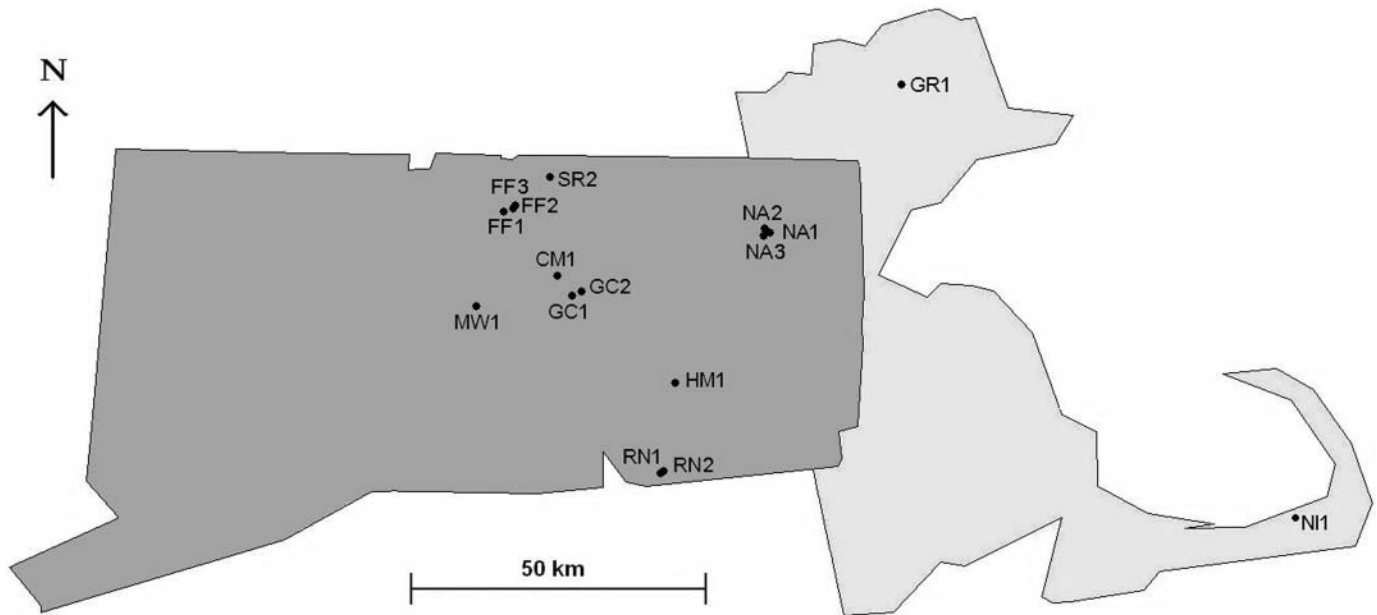 N
GR1
SR2
FF3
FF2
FF1
NA2
NA1
NA3
CM1
GC2
GC1
MW1
HM1
RN1 RN2
NI1
50 km